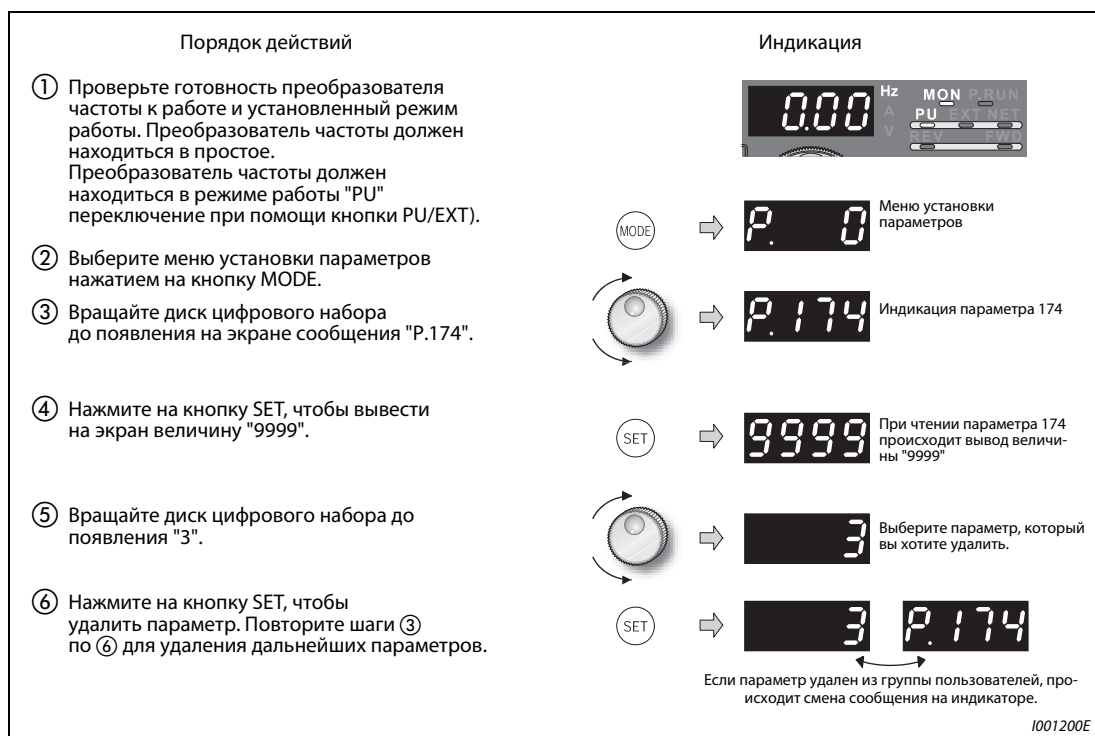 Порядок действий
Индикация
① Проверьте готовность преобразователя
частоты к работе и установленный режим
работы. Преобразователь частоты должен
находиться в простое.
Преобразователь частоты должен
находиться в режиме работы "PU"
переключение при помощи кнопки PU/EXT).
0.00
Hz
A
V
MON P.RUN
PU EXT NET
REV FWD
② Выберите меню установки параметров
нажатием на кнопку MODE.
MODE
P. 0
Меню установки
параметров
③ Вращайте диск цифрового набора
до появления на экране сообщения "P.174".
P.174
Индикация параметра 174
④ Нажмите на кнопку SET, чтобы вывести
на экран величину "9999".
SET
9999
При чтении параметра 174
происходит вывод величи-
ны "9999"
⑤ Вращайте диск цифрового набора до
появления "3".
3
Выберите параметр, который
вы хотите удалить.
⑥ Нажмите на кнопку SET, чтобы
удалить параметр. Повторите шаги ③
по ⑥ для удаления дальнейших параметров.
SET
3
P.174
Если параметр удален из группы пользователей, про-
исходит смена сообщения на индикаторе.
I001200E